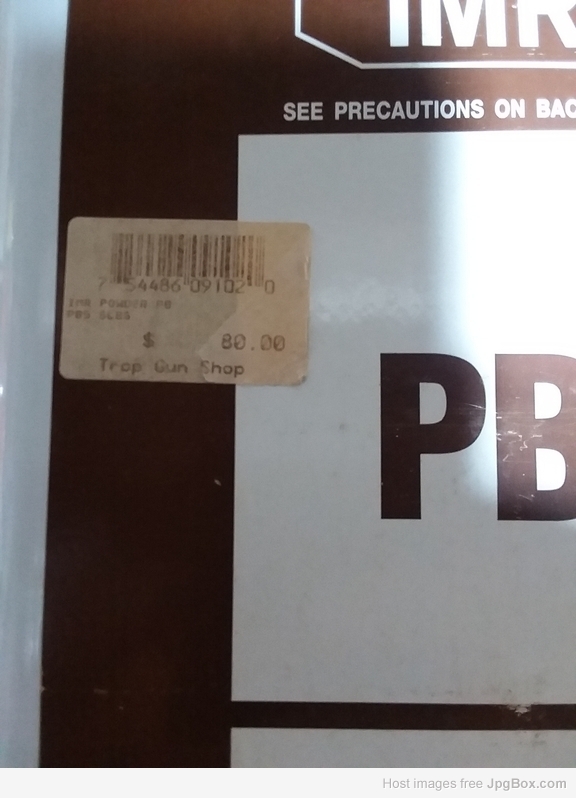 IMR
SEE PRECAUTIONS ON BAC
7 54486 09102 0
IMR POWDER PB
PB5 6LBS
$ 80.00
Trop Gun Shop
PB
Host images free JpgBox.com